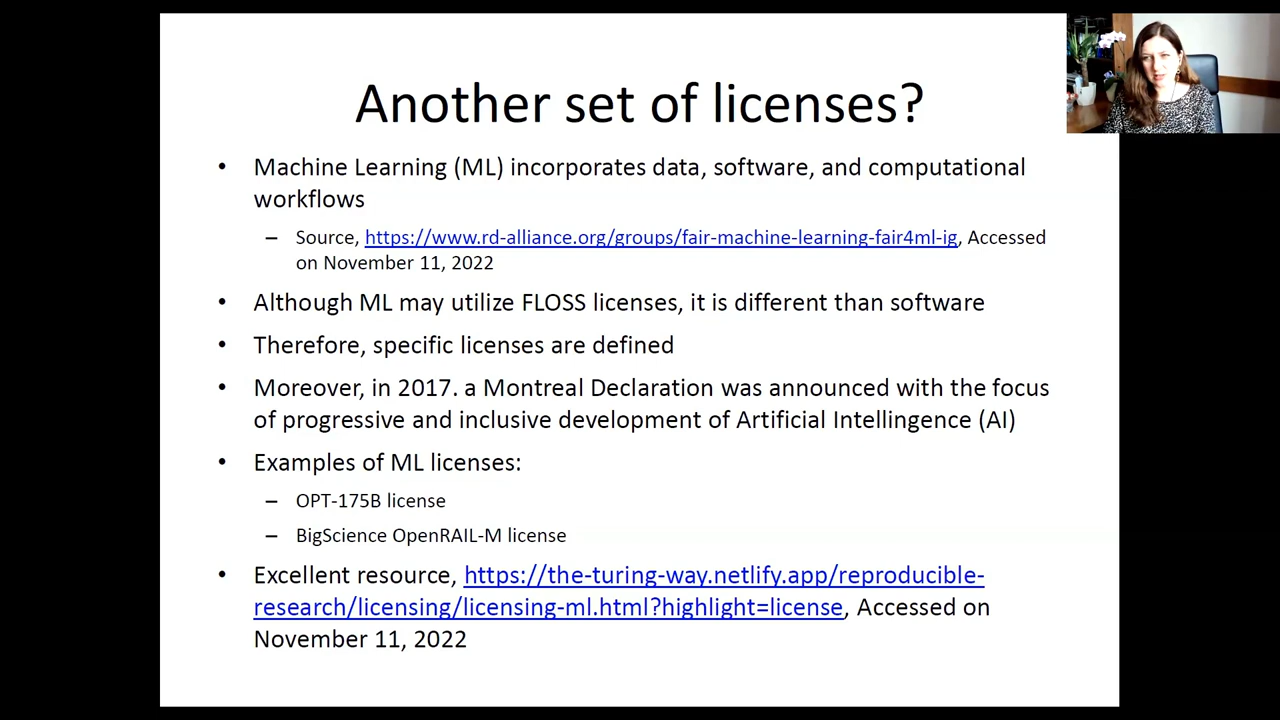 Another set of licenses?
• Machine Learning (ML) incorporates data, software, and computational
workflows
– Source, https://www.rd-alliance.org/groups/fair-machine-learning-fair4ml-ig, Accessed
on November 11, 2022
• Although ML may utilize FLOSS licenses, it is different than software
• Therefore, specific licenses are defined
• Moreover, in 2017. a Montreal Declaration was announced with the focus
of progressive and inclusive development of Artificial Intellingence (AI)
• Examples of ML licenses:
– OPT-175B license
– BigScience OpenRAIL-M license
• Excellent resource, https://the-turing-way.netlify.app/reproducible-
research/licensing/licensing-ml.html?highlight=license, Accessed on
November 11, 2022